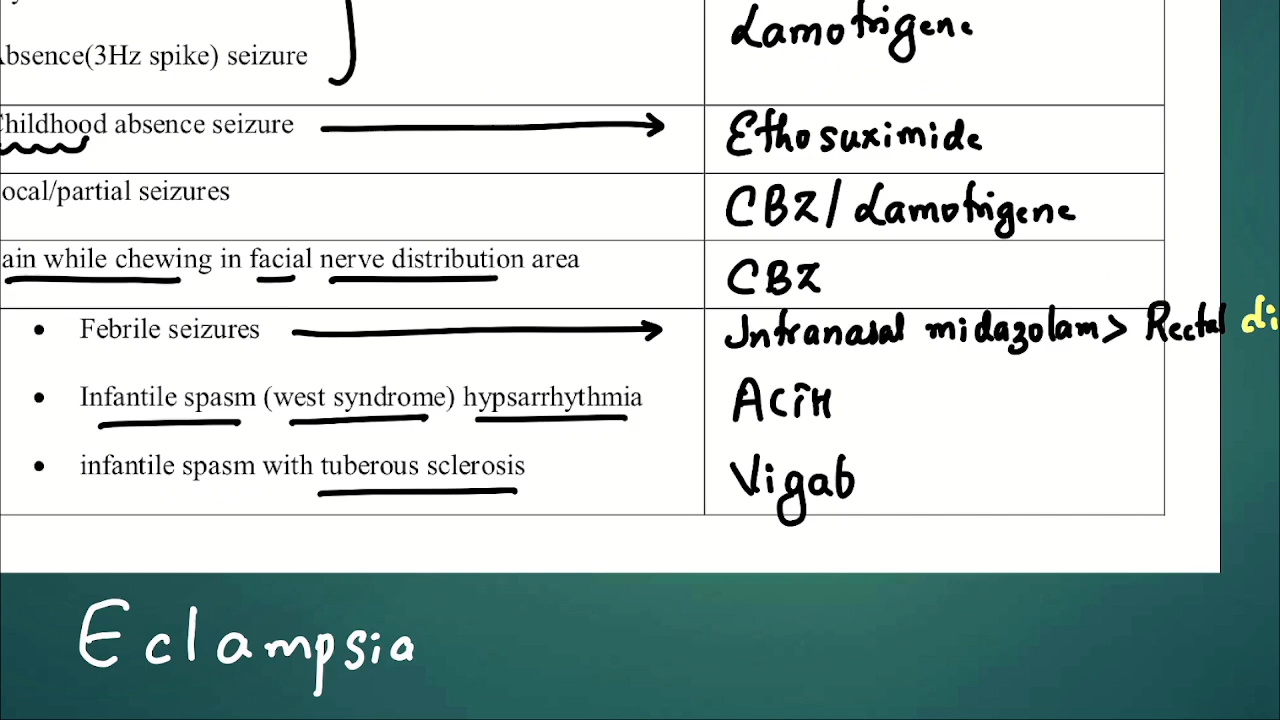 Lamotrigene
Absence(3Hz spike) seizure
Childhood absence seizure Ethosuximide
ocal/partial seizures CBZ/Lamotrigene
ain while chewing in facial nerve distribution area CBZ
• Febrile seizures Intranasal midazolam> Rectal di
• Infantile spasm (west syndrome) hypsarrhythmia ACTH
• infantile spasm with tuberous sclerosis Vigab
Eclampsia